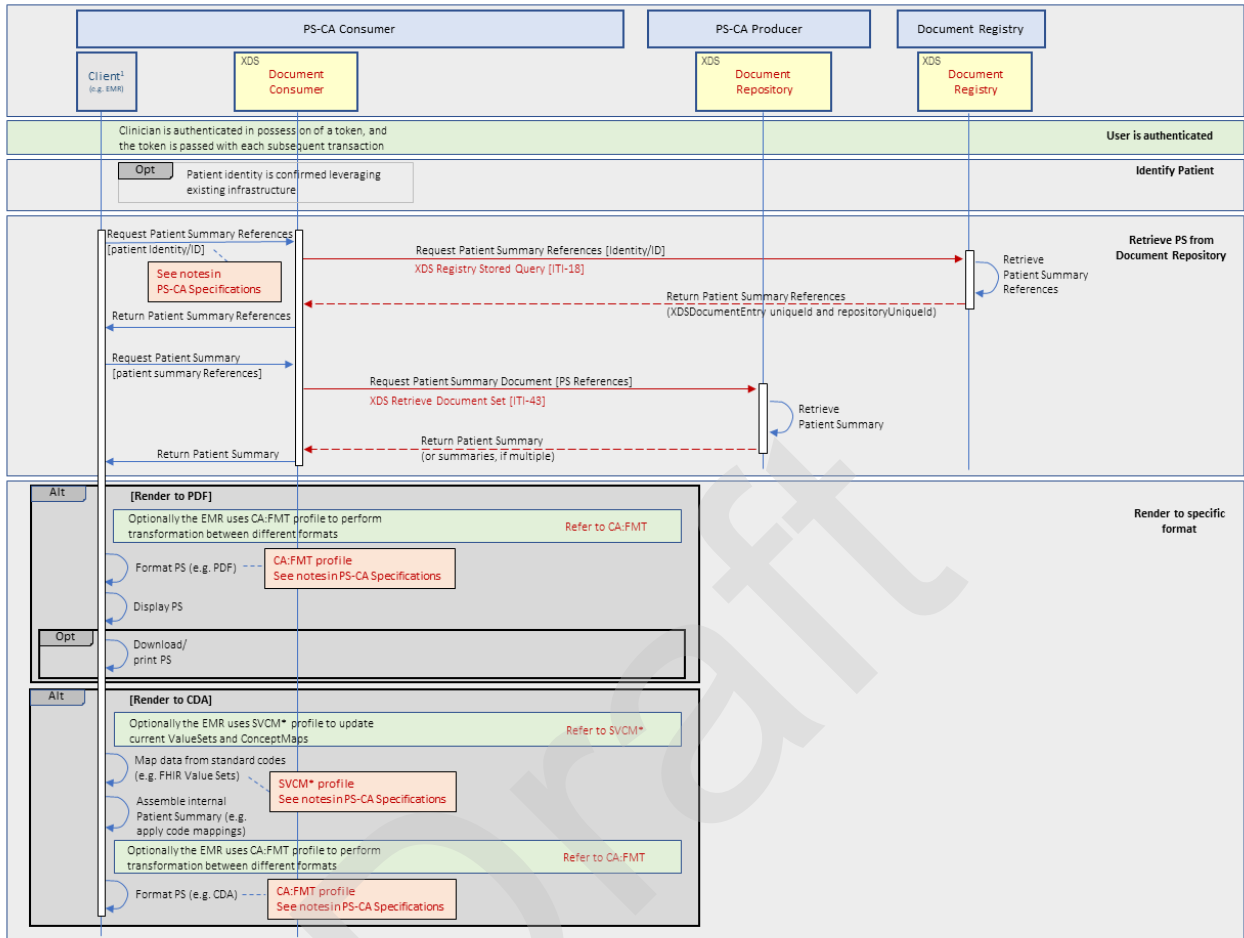 PS-CA Consumer
PS-CA Producer
Document Registry
Client1
(e.g. EMR)
XDS
Document
Consumer
XDS
Document
Repository
XDS
Document
Registry
Clinician is authenticated in possession of a token, and
the token is passed with each subsequent transaction
User is authenticated
Opt
Patient identity is confirmed leveraging
existing infrastructure
Identify Patient
Retrieve PS from
Document Repository
Request Patient Summary References
[patient Identity/ID]
See notes in
PS-CA Specifications
Request Patient Summary References [Identity/ID]
XDS Registry Stored Query [ITI-18]
Retrieve
Patient Summary
References
Return Patient Summary References
(XDSDocumentEntry uniqueId and repositoryUniqueId)
Return Patient Summary References
Request Patient Summary
[patient summary References]
Request Patient Summary Document [PS References]
XDS Retrieve Document Set [ITI-43]
Retrieve
Patient Summary
Return Patient Summary
(or summaries, if multiple)
Return Patient Summary
Render to specific
format
Alt
[Render to PDF]
Optionally the EMR uses CA:FMT profile to perform
transformation between different formats
Refer to CA:FMT
Format PS (e.g. PDF)
CA:FMT profile
See notes in PS-CA Specifications
Display PS
Opt
Download/
print PS
Alt
[Render to CDA]
Optionally the EMR uses SVCM* profile to update
current ValueSets and ConceptMaps
Refer to SVCM*
Map data from standard codes
(e.g. FHIR Value Sets)
SVCM* profile
See notes in PS-CA Specifications
Assemble internal
Patient Summary (e.g.
apply code mappings)
Optionally the EMR uses CA:FMT profile to perform
transformation between different formats
Refer to CA:FMT
Format PS (e.g. CDA)
CA:FMT profile
See notes in PS-CA Specifications
Draft